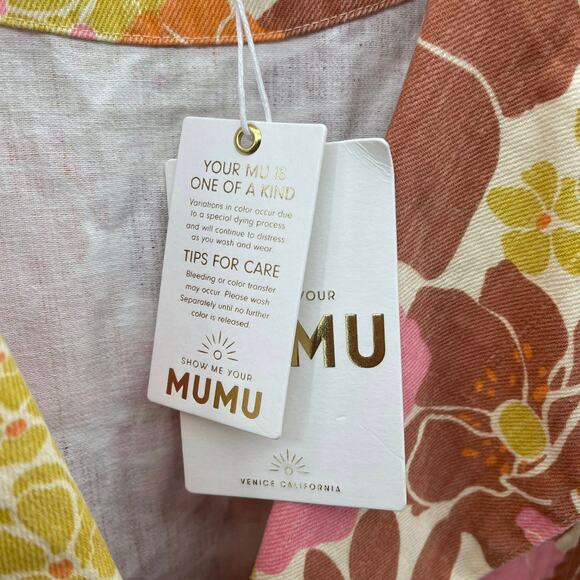 YOUR MU IS
ONE OF A KIND
Variations in color occur due
to a special dying process
and will continue to distress
as you wash and wear.
TIPS FOR CARE
Bleeding or color transfer
may occur. Please wash
Separately until no further
color is released.
SHOW ME YOUR
MUMU
YOUR
MU
VENICE CALIFORNIA